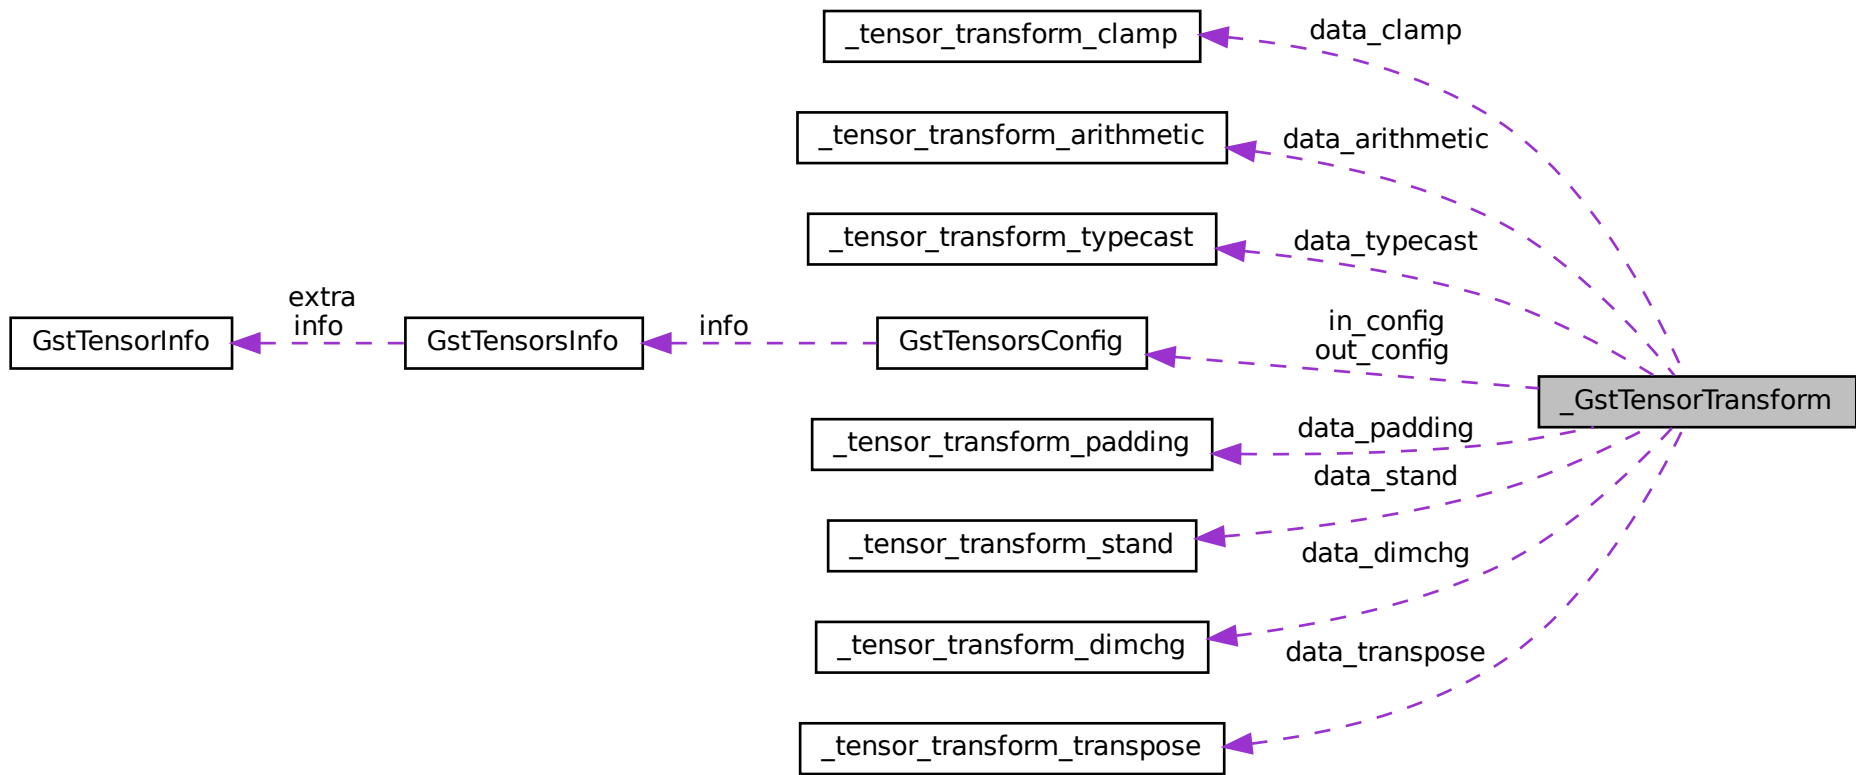 _tensor_transform_clamp
data_clamp
_tensor_transform_arithmetic
data_arithmetic
_tensor_transform_typecast
data_typecast
GstTensorInfo
extra
info
GstTensorsInfo
info
GstTensorsConfig
in_config
out_config
_GstTensorTransform
_tensor_transform_padding
data_padding
_tensor_transform_stand
data_stand
_tensor_transform_dimchg
data_dimchg
_tensor_transform_transpose
data_transpose